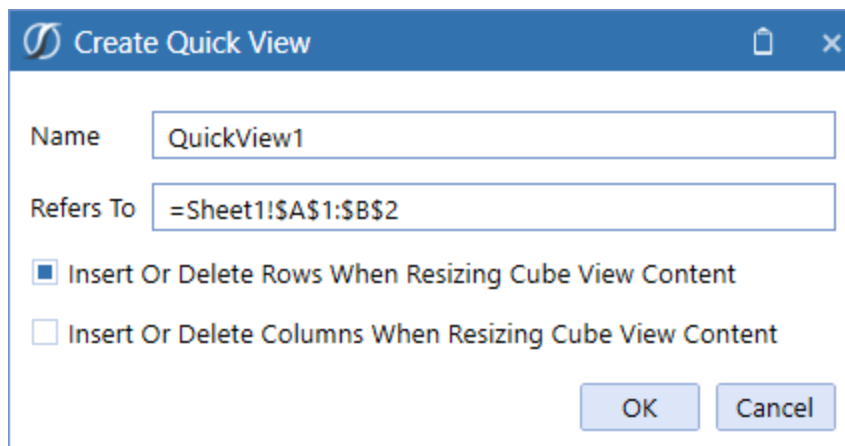 Create Quick View
Name QuickView1
Refers To =Sheet1!$A$1:$B$2
Insert Or Delete Rows When Resizing Cube View Content
Insert Or Delete Columns When Resizing Cube View Content
OK Cancel